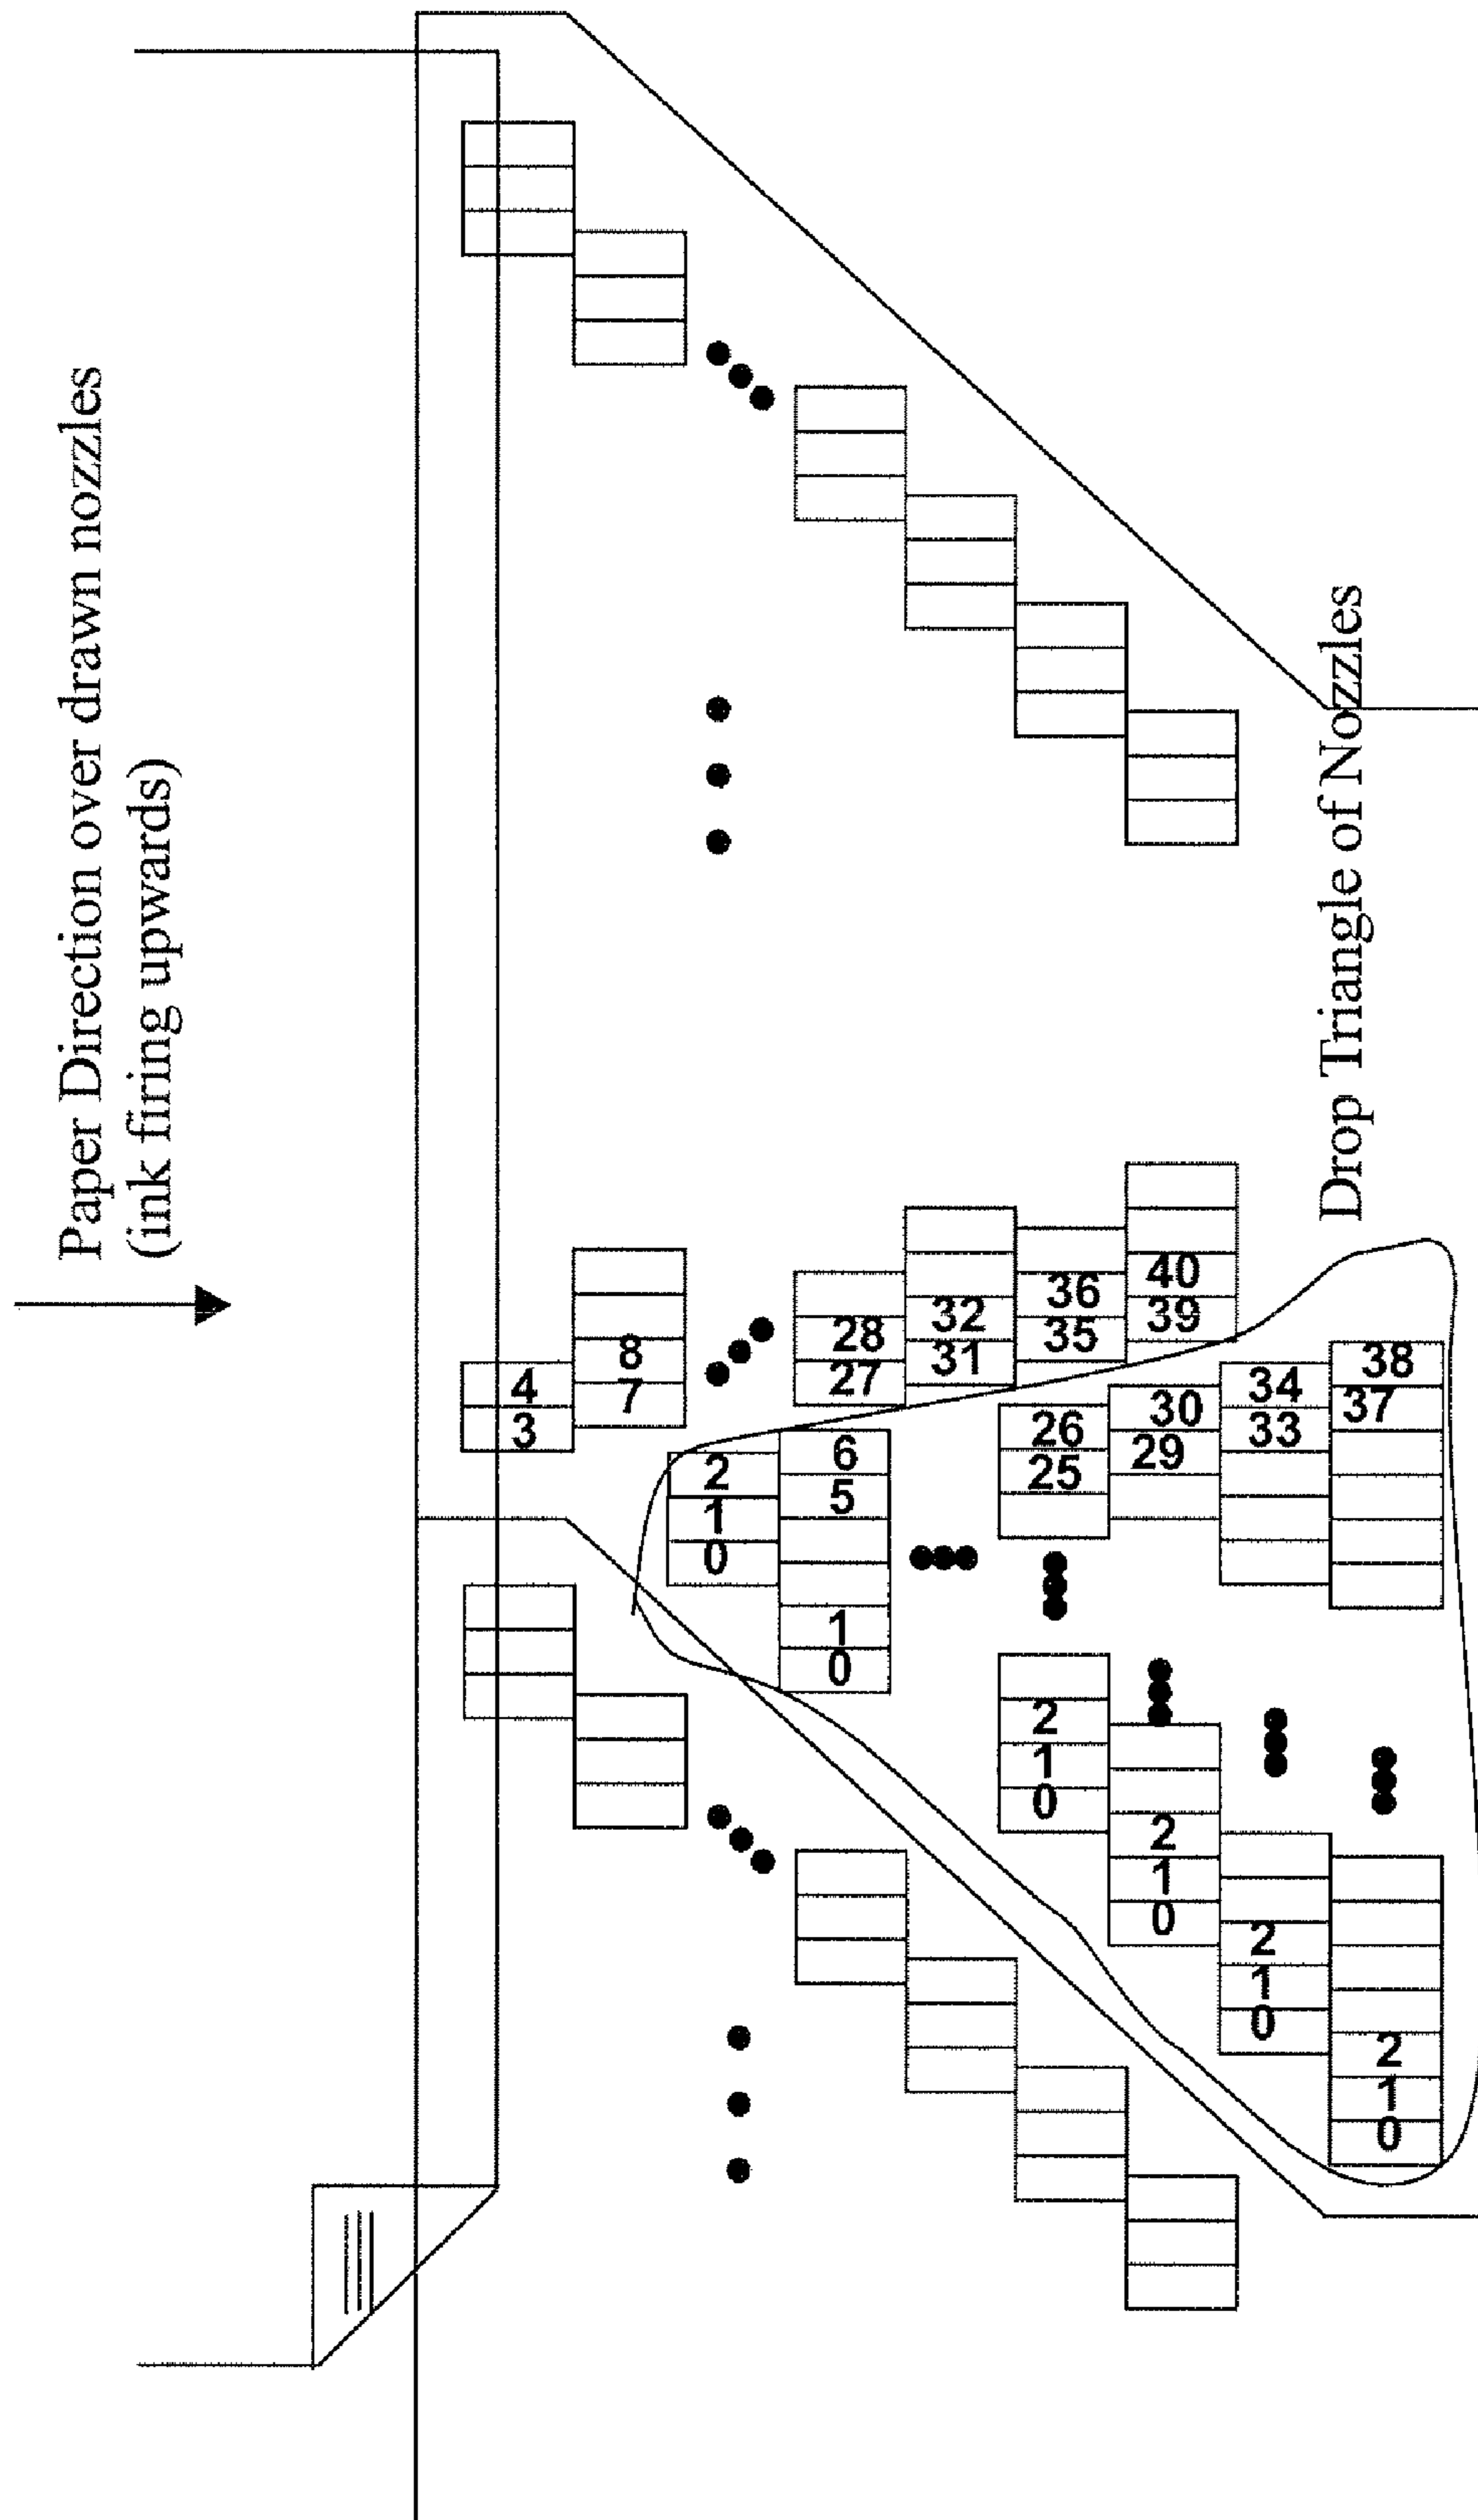 Paper Direction over drawn nozzles
(ink firing upwards)
3 4
7 8
0 1 2
0 1 5 6
27 28
31 32
0 1 2 25 26
35 36
0 1 2 29 30
39 40
0 1 2 33 34
0 1 2 37 38
Drop Triangle of Nozzles